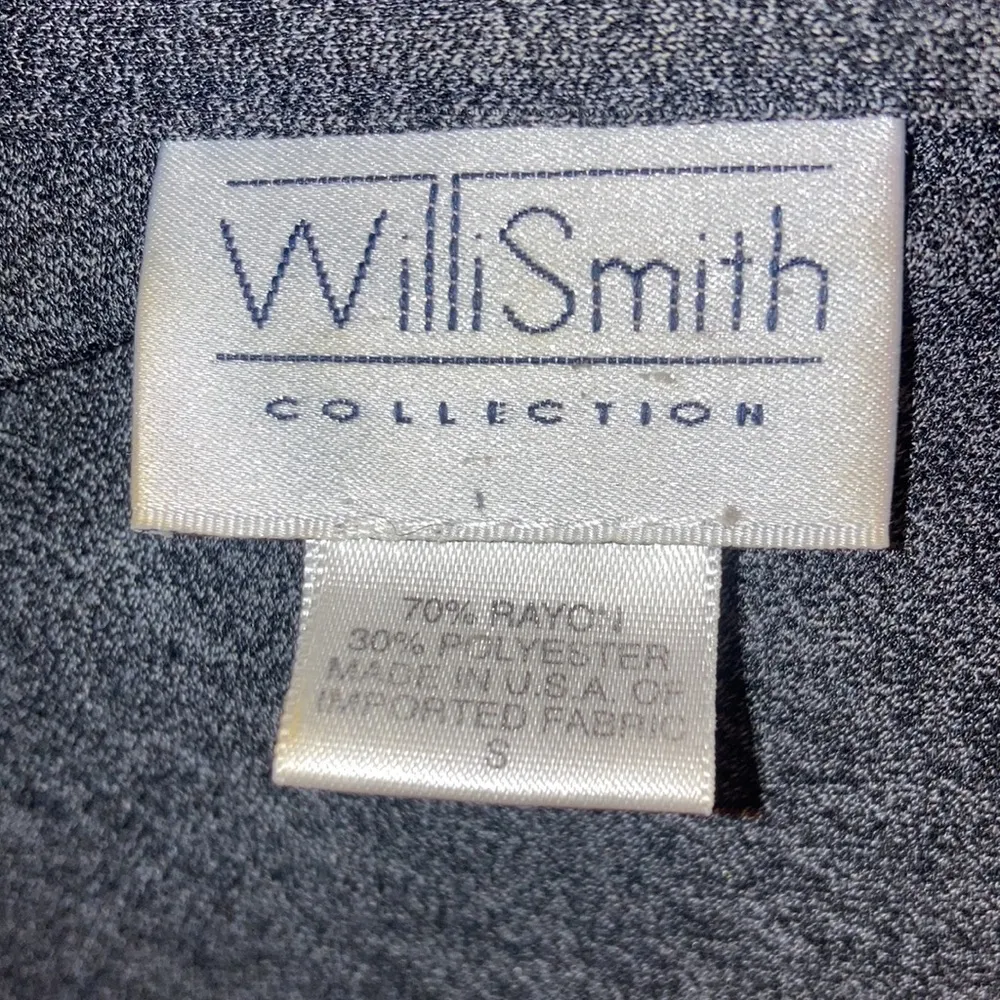 WilliSmith
COLLECTION
70% RAYON
30% POLYESTER
MADE IN U.S.A. OF
IMPORTED FABRIC
S